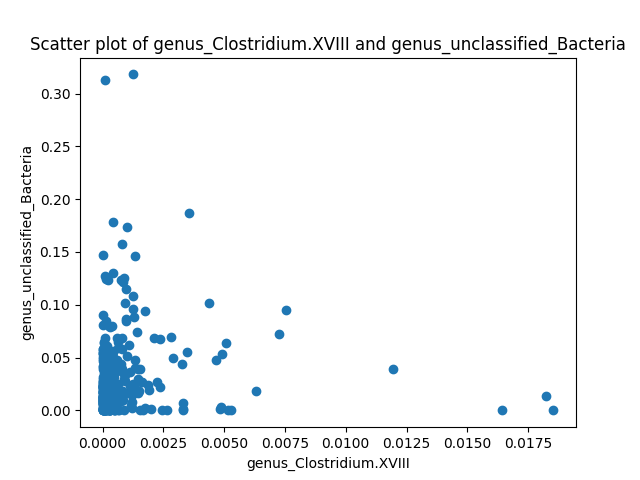 Scatter plot of genus_Clostridium.XVIII and genus_unclassified_Bacteria
genus_unclassified_Bacteria
0.30
0.25
0.20
0.15
0.10
0.05
0.00
0.0000 0.0025 0.0050 0.0075 0.0100 0.0125 0.0150 0.0175
genus_Clostridium.XVIII